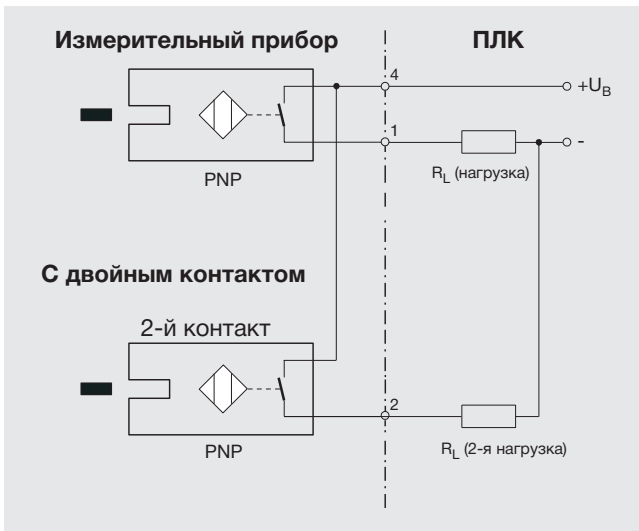 Измерительный прибор
ПЛК
4
+U_B
1
-
R_L (нагрузка)
PNP
С двойным контактом
2-й контакт
2
R_L (2-я нагрузка)
PNP